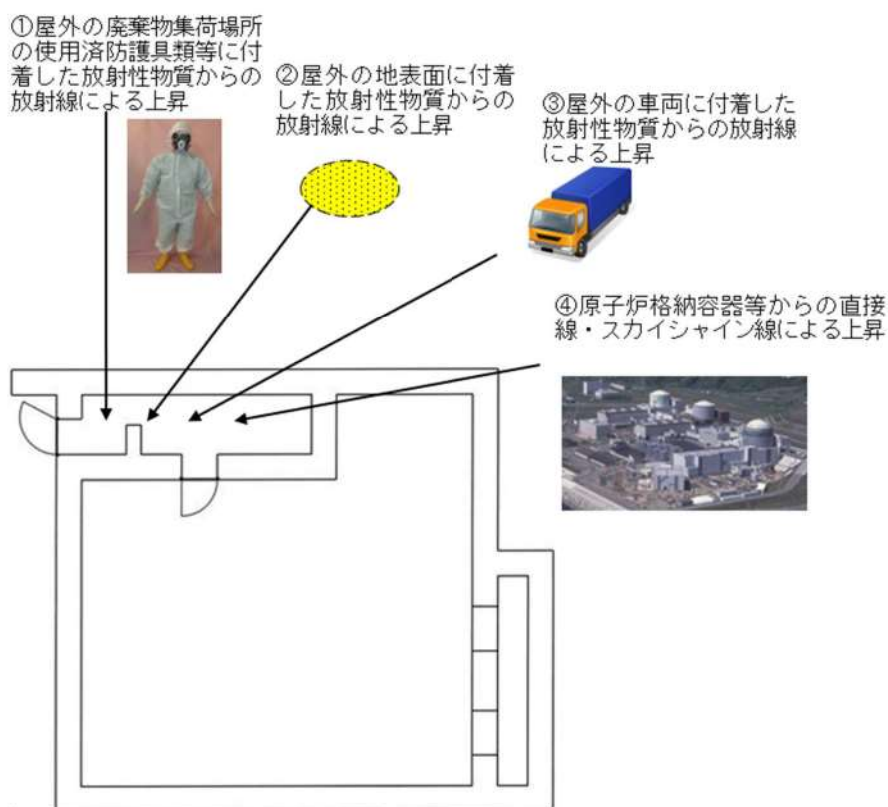 ①屋外の廃棄物集荷場所
の使用済防護具類等に付
着した放射性物質からの
放射線による上昇
②屋外の地表面に付着
した放射性物質からの
放射線による上昇
③屋外の車両に付着した
放射性物質からの放射線
による上昇
④原子炉格納容器等からの直接
線・スカイシャイン線による上昇